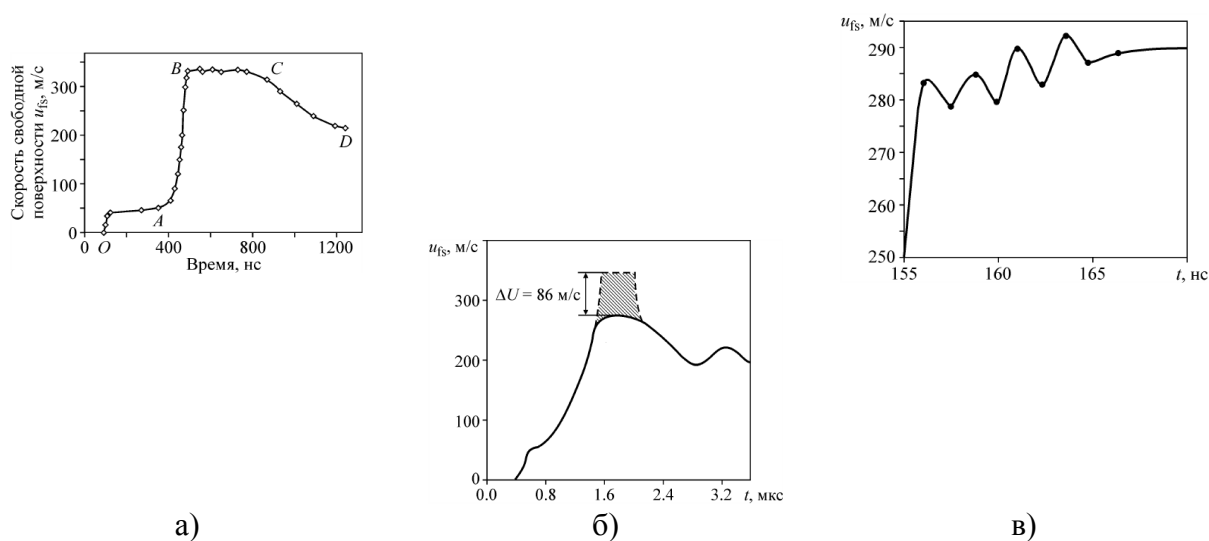 Скорость свободной
поверхности u_fs, м/с
300
200
100
0
B
C
D
A
0 O 400 800 1200
Время, нс
а)
u_fs, м/с
300
200
100
0
ΔU = 86 м/с
0.0 0.8 1.6 2.4 3.2 t, мкс
б)
u_fs, м/с
290
280
270
260
250
155 160 165 t, нс
в)